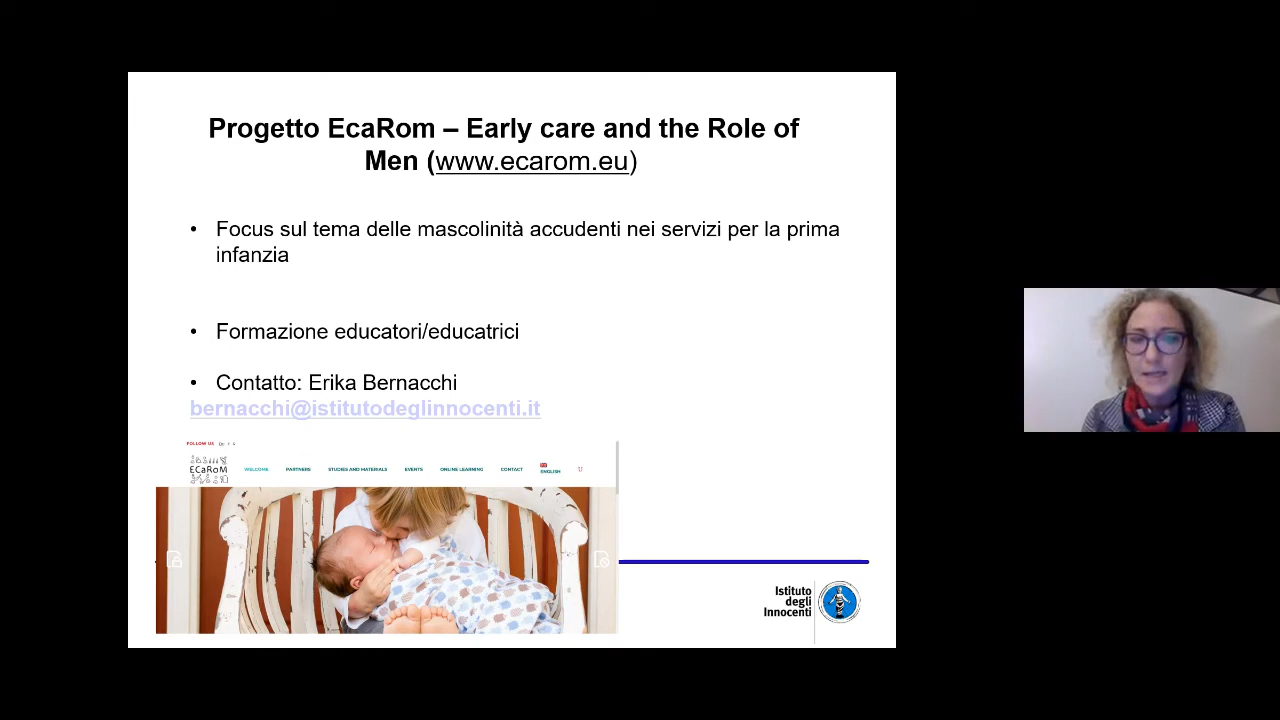 Progetto EcaRom – Early care and the Role of
Men (www.ecarom.eu)
• Focus sul tema delle mascolinità accudenti nei servizi per la prima
infanzia
• Formazione educatori/educatrici
• Contatto: Erika Bernacchi
bernacchi@istitutodeglinnocenti.it
FOLLOW US
ECaRoM
WELCOME PARTNERS STUDIES AND MATERIALS EVENTS ONLINE LEARNING CONTACT ENGLISH
Istituto
degli
Innocenti